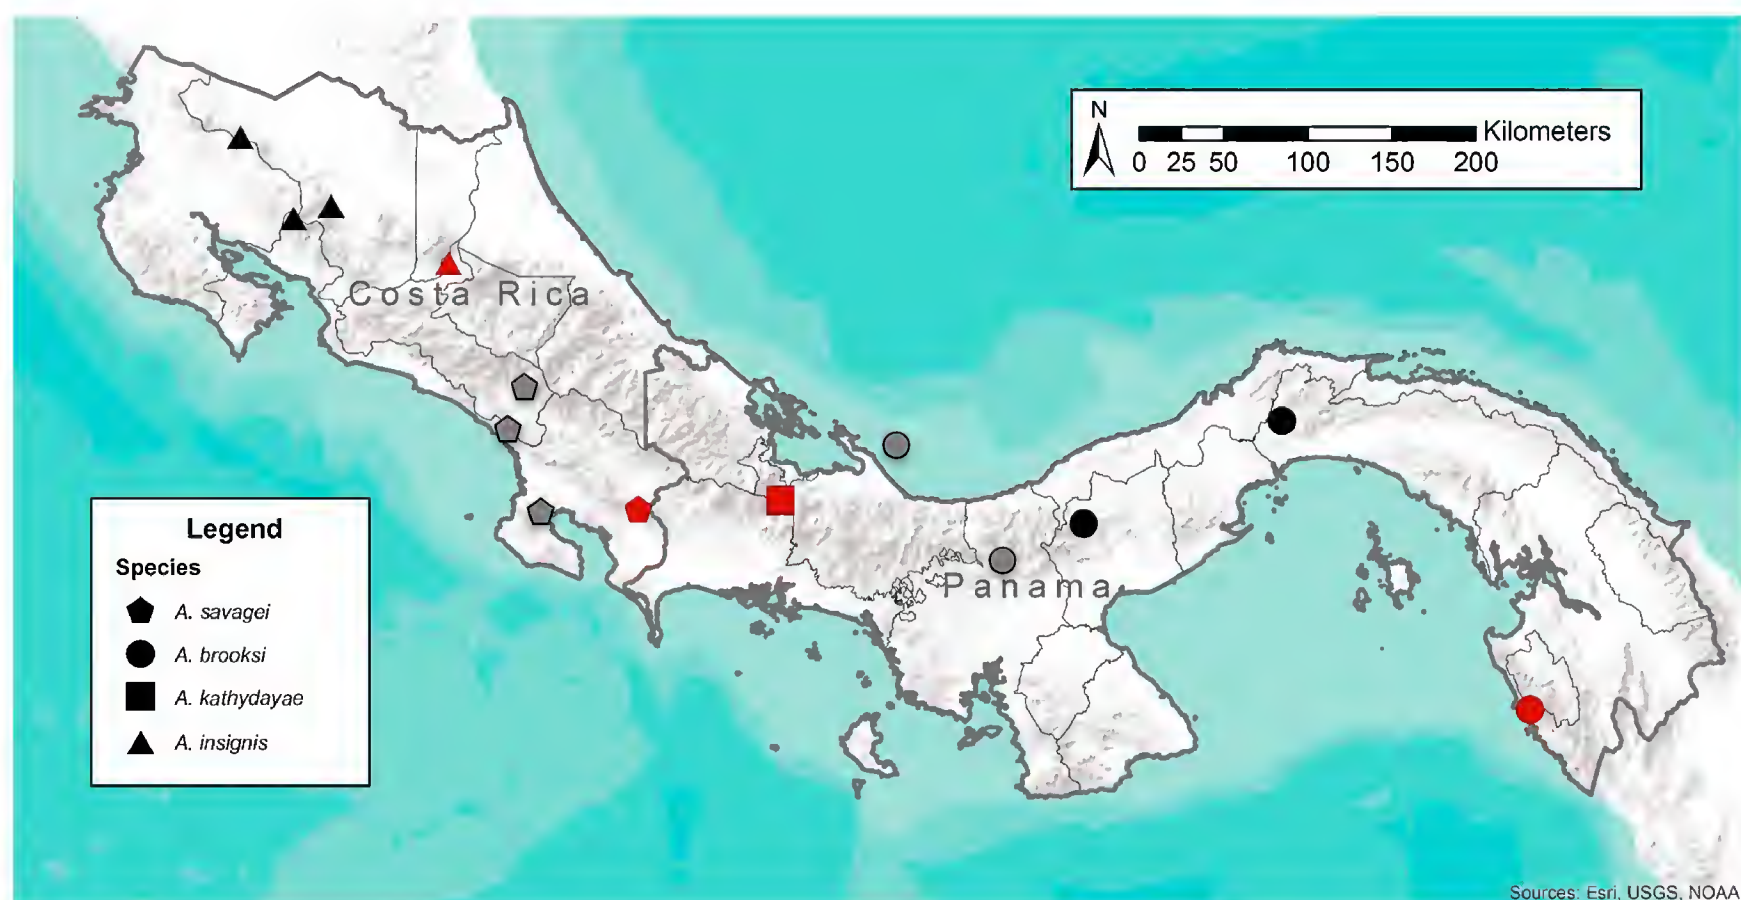 N
Kilometers
0 25 50 100 150 200
Costa Rica
Panama
Legend
Species
A. savagei
A. brooksi
A. kathydayae
A. insignis
Sources: Esri, USGS, NOAA